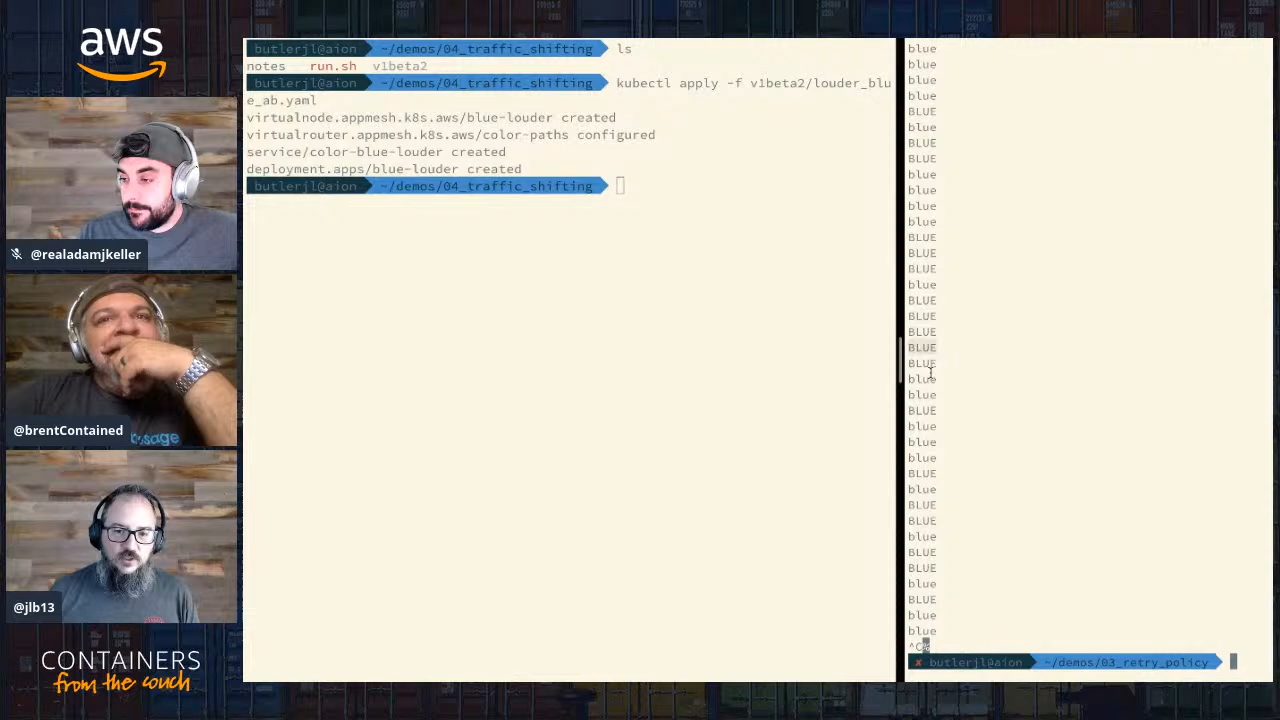 aws
@realadamjkeller
@brentContained
@jlb13
CONTAINERS
from the couch
butlerjl@aion ~/demos/04_traffic_shifting ls
notes run.sh v1beta2
butlerjl@aion ~/demos/04_traffic_shifting kubectl apply -f v1beta2/louder_blu
e_ab.yaml
virtualnode.appmesh.k8s.aws/blue-louder created
virtualrouter.appmesh.k8s.aws/color-paths configured
service/color-blue-louder created
deployment.apps/blue-louder created
butlerjl@aion ~/demos/04_traffic_shifting
blue
blue
blue
blue
BLUE
blue
BLUE
BLUE
blue
blue
blue
blue
BLUE
BLUE
BLUE
blue
BLUE
BLUE
BLUE
BLUE
BLUE
blue
blue
BLUE
blue
blue
blue
BLUE
blue
BLUE
BLUE
blue
BLUE
BLUE
blue
BLUE
blue
blue
^C
✘ butlerjl@aion ~/demos/03_retry_policy